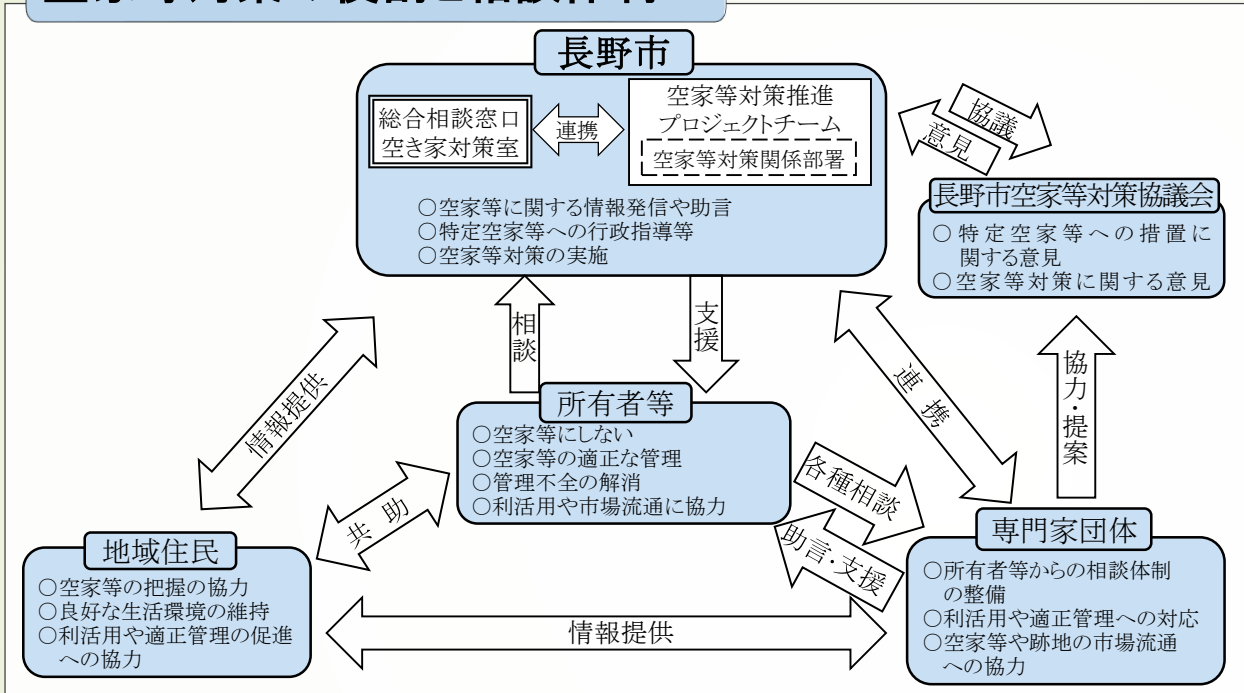 長野市
総合相談窓口
空き家対策室
連携
空家等対策推進
プロジェクトチーム
空家等対策関係部署
○空家等に関する情報発信や助言
○特定空家等への行政指導等
○空家等対策の実施
協議
意見
長野市空家等対策協議会
○特定空家等への措置に
関する意見
○空家等対策に関する意見
相談
支援
情報提供
連携
協力・提案
所有者等
○空家等にしない
○空家等の適正な管理
○管理不全の解消
○利活用や市場流通に協力
共助
各種相談
助言・支援
地域住民
○空家等の把握の協力
○良好な生活環境の維持
○利活用や適正管理の促進
への協力
情報提供
専門家団体
○所有者等からの相談体制
の整備
○利活用や適正管理への対応
○空家等や跡地の市場流通
への協力